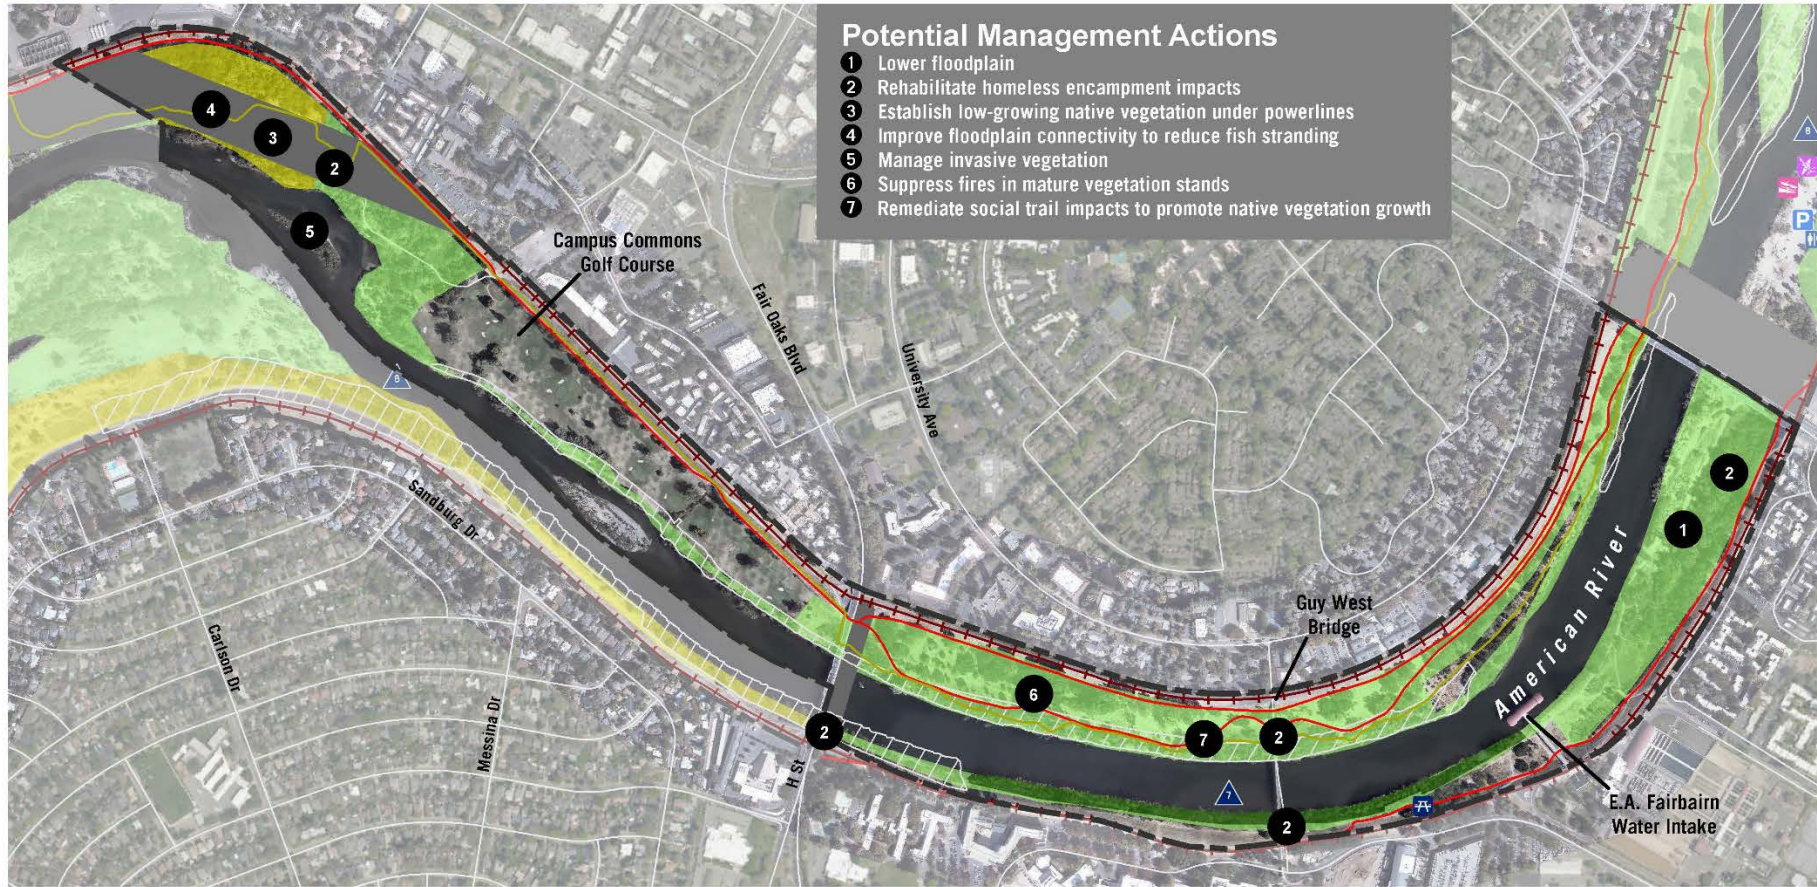 Potential Management Actions
1 Lower floodplain
2 Rehabilitate homeless encampment impacts
3 Establish low-growing native vegetation under powerlines
4 Improve floodplain connectivity to reduce fish stranding
5 Manage invasive vegetation
6 Suppress fires in mature vegetation stands
7 Remediate social trail impacts to promote native vegetation growth
4
3
2
5
Campus Commons
Golf Course
Fair Oaks Blvd
University Ave
8
8
P
Sandburg Dr
Carlson Dr
Messina Dr
H St
2
6
7
2
7
2
Guy West
Bridge
American River
2
1
E.A. Fairbairn
Water Intake